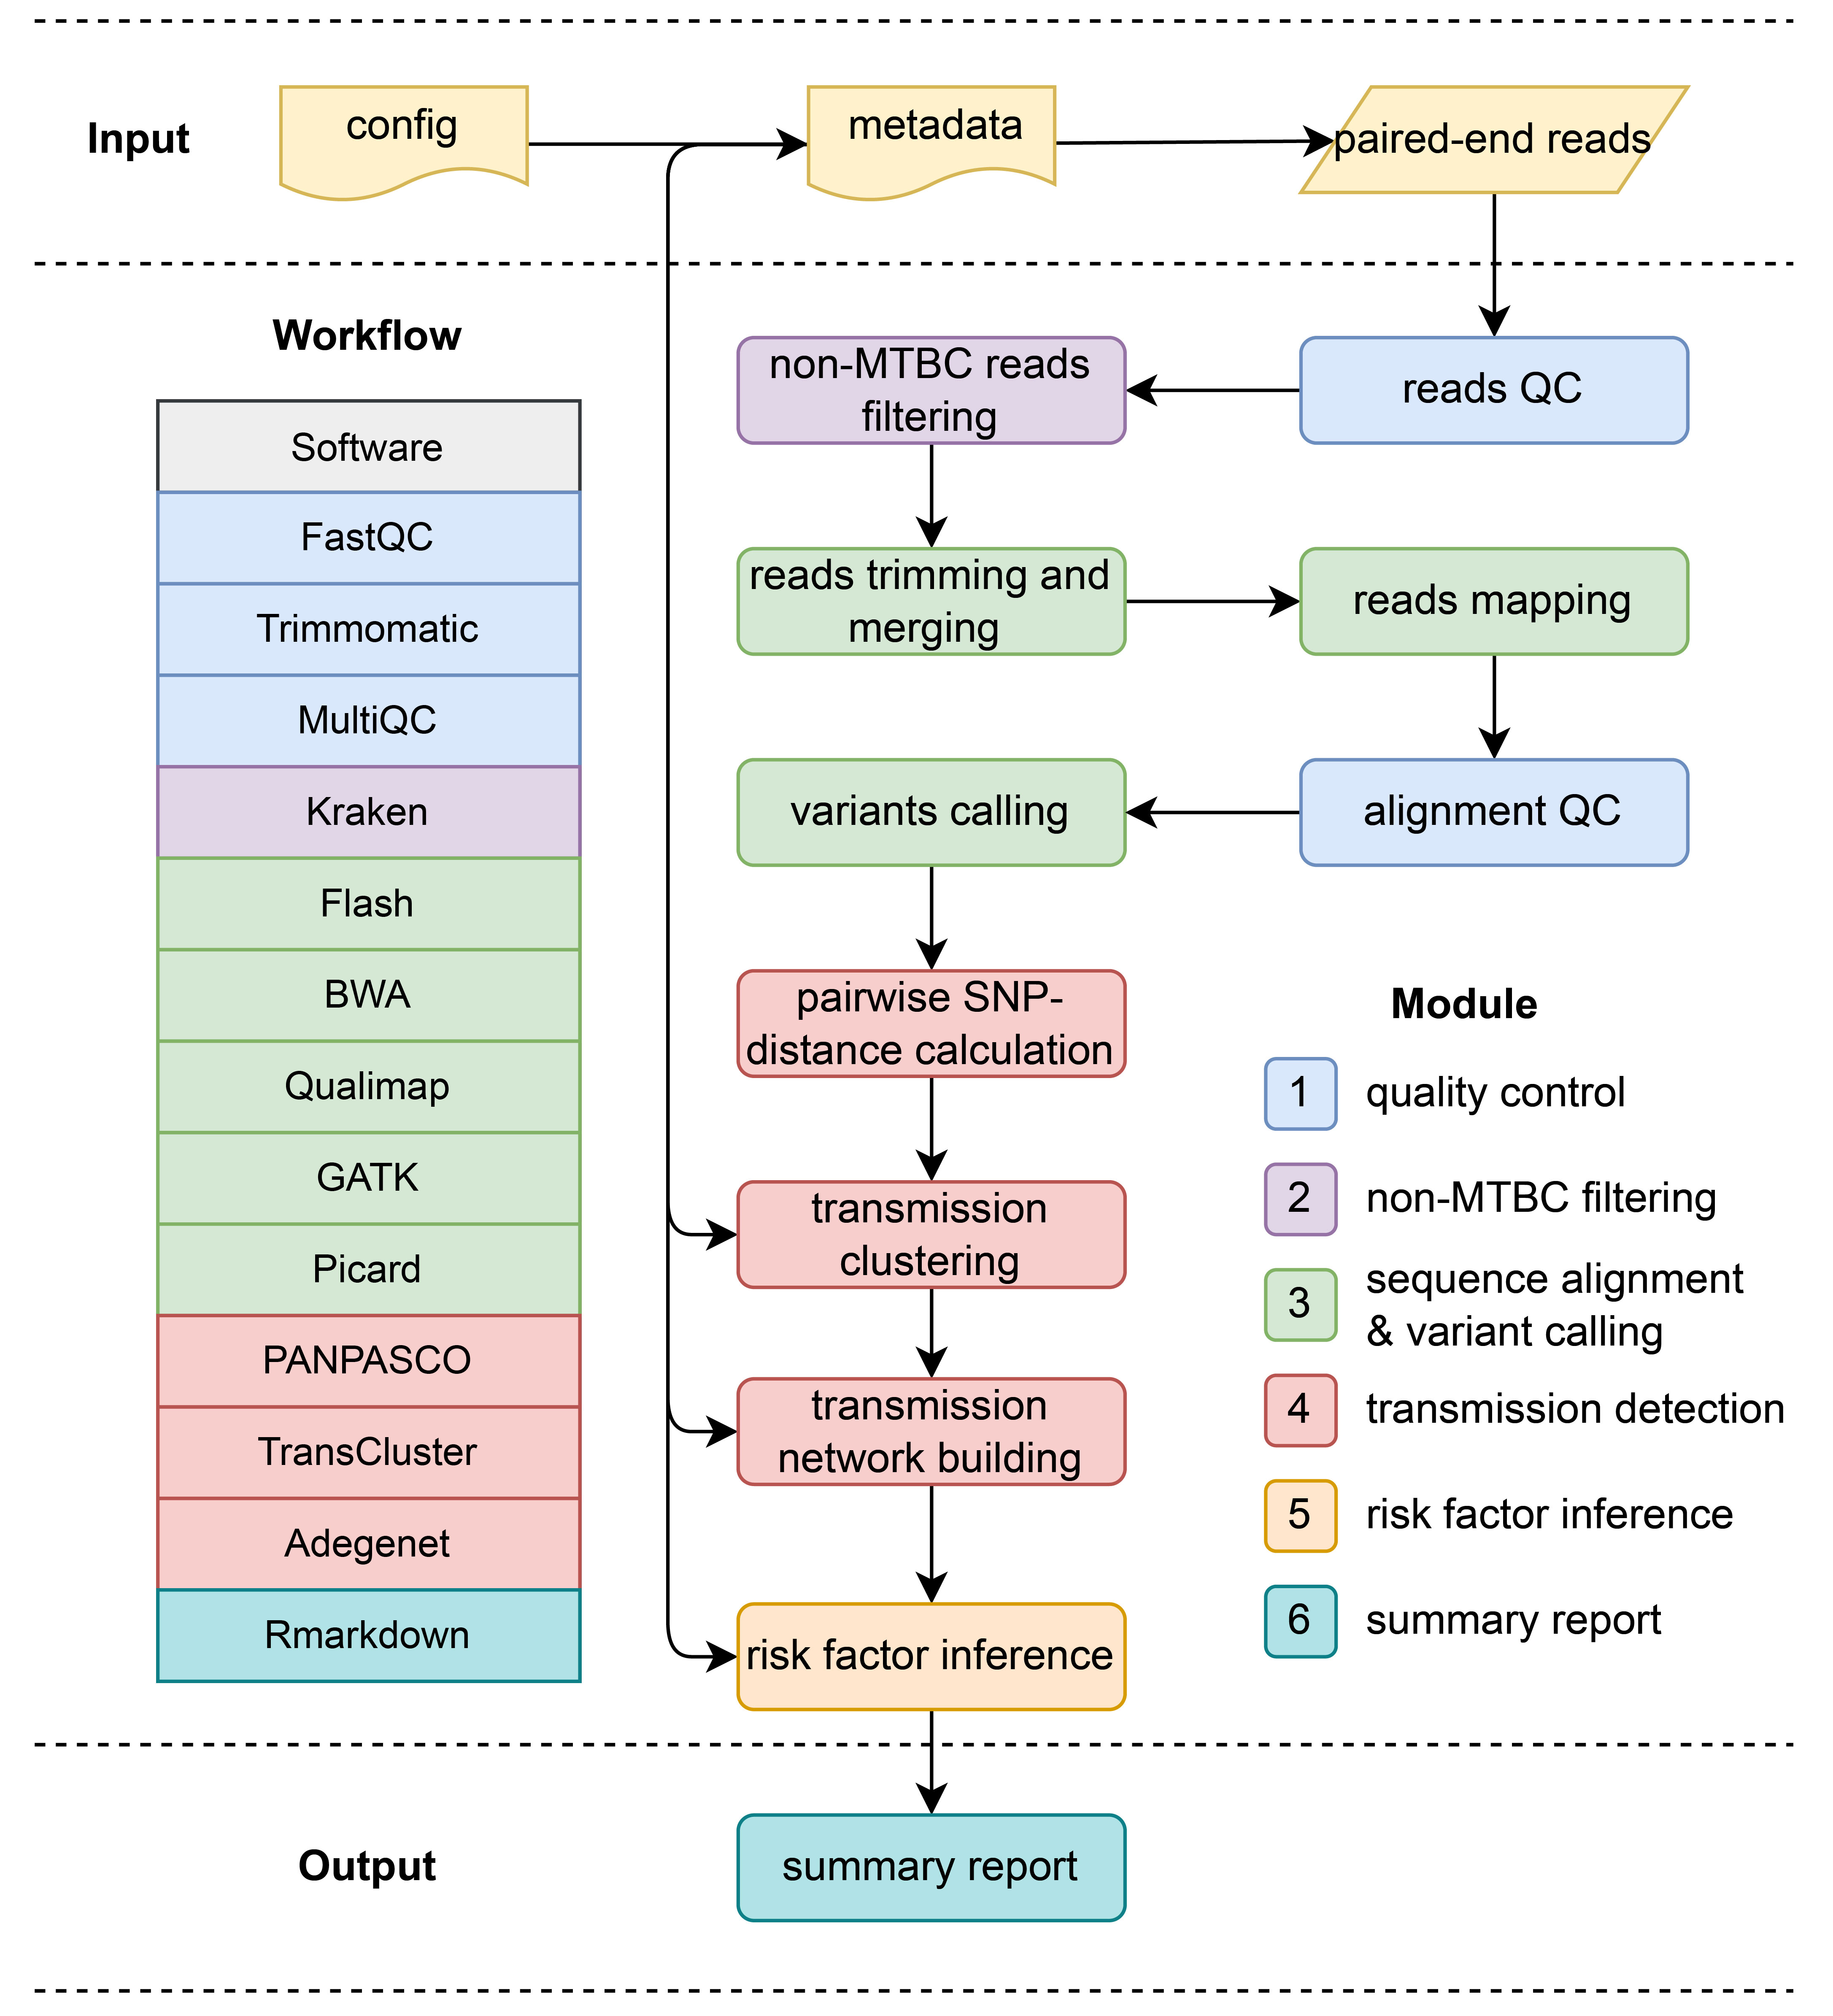 Input
config
metadata
paired-end reads
Workflow
Software
FastQC
Trimmomatic
MultiQC
Kraken
Flash
BWA
Qualimap
GATK
Picard
PANPASCO
TransCluster
Adegenet
Rmarkdown
non-MTBC reads
filtering
reads QC
reads trimming and
merging
reads mapping
variants calling
alignment QC
pairwise SNP-
distance calculation
transmission
clustering
transmission
network building
risk factor inference
Module
1 quality control
2 non-MTBC filtering
3 sequence alignment
& variant calling
4 transmission detection
5 risk factor inference
6 summary report
Output
summary report